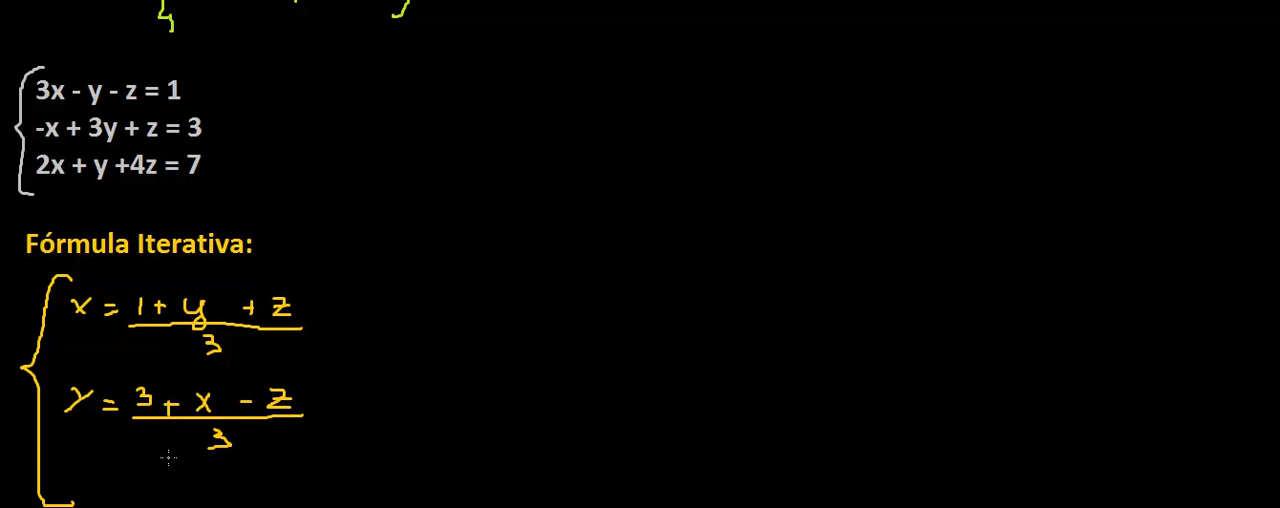 3x - y - z = 1
-x + 3y + z = 3
2x + y +4z = 7
Fórmula Iterativa:
x = 1 + y + z
3
y = 3 + x - z
3